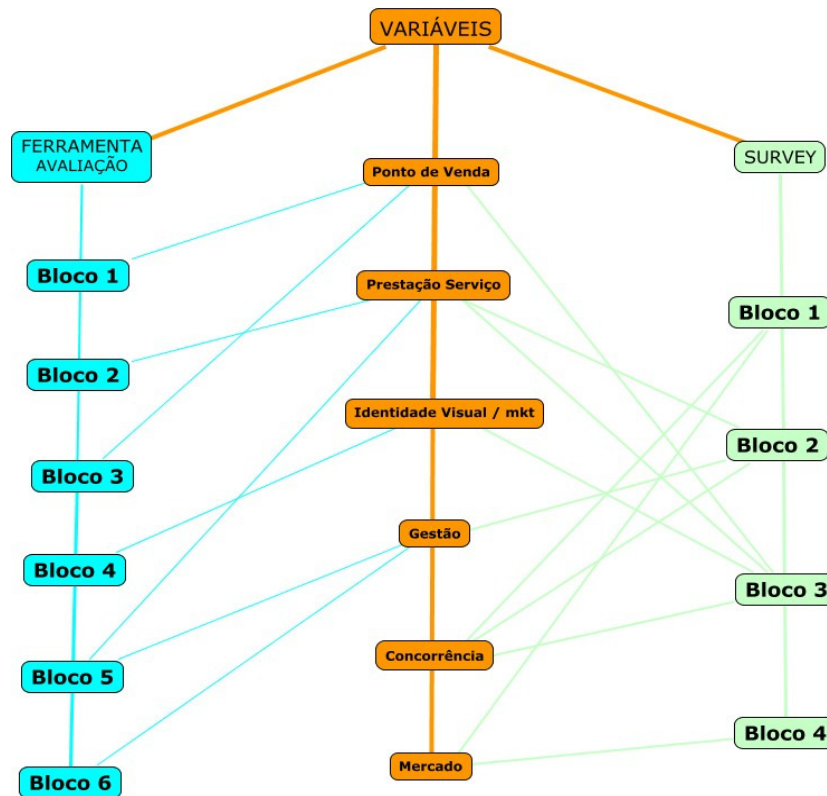 VARIÁVEIS
FERRAMENTA
AVALIAÇÃO
SURVEY
Ponto de Venda
Bloco 1
Prestação Serviço
Bloco 1
Bloco 2
Identidade Visual / mkt
Bloco 2
Bloco 3
Gestão
Bloco 4
Bloco 3
Concorrência
Bloco 5
Bloco 4
Mercado
Bloco 6